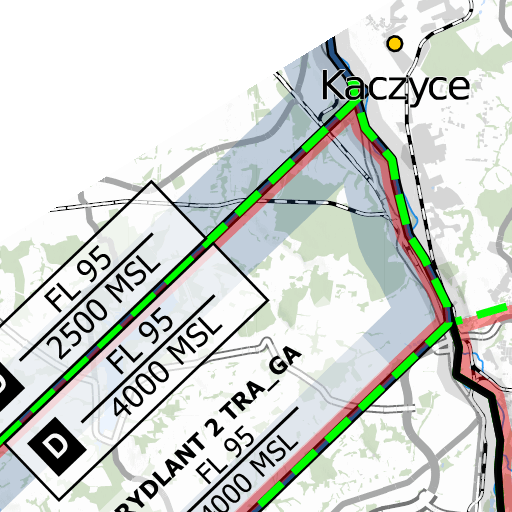 Kaczyce
FL 95
2500 MSL
D
FL 95
4000 MSL
D
RYDLANT 2 TRA_GA
FL 95
4000 MSL